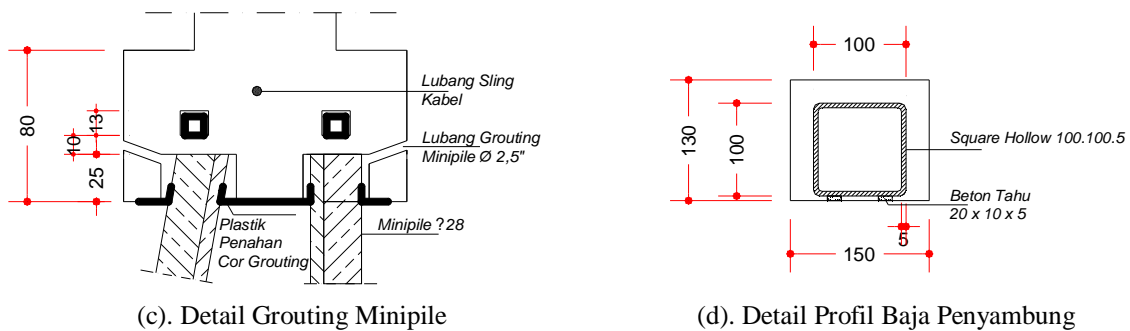 80
13
10
25
Lubang Sling
Kabel
Lubang Grouting
Minipile Ø 2,5"
Plastik
Penahan
Cor Grouting
Minipile ?28
(c). Detail Grouting Minipile
100
130
100
Square Hollow 100.100.5
Beton Tahu
20 x 10 x 5
5
150
(d). Detail Profil Baja Penyambung